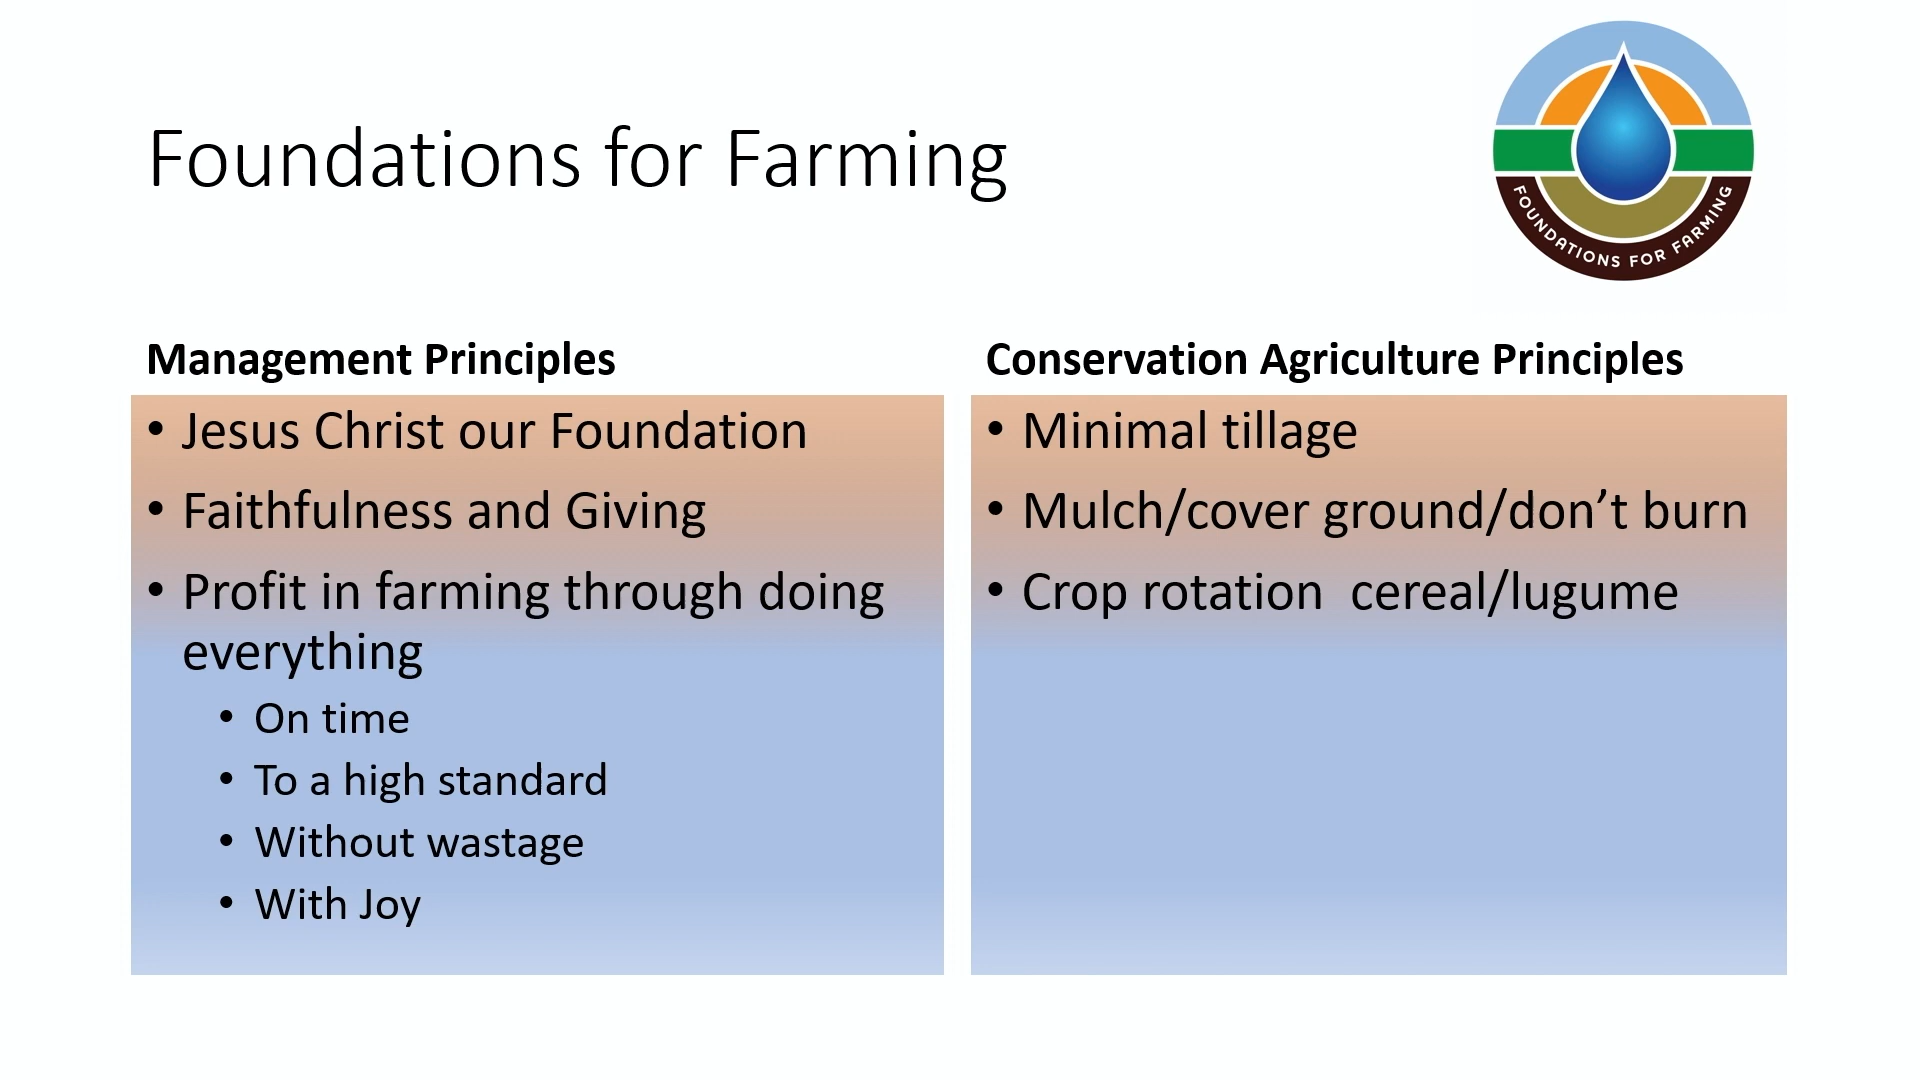 Foundations for Farming
FOUNDATIONS FOR FARMING
Management Principles
• Jesus Christ our Foundation
• Faithfulness and Giving
• Profit in farming through doing
everything
• On time
• To a high standard
• Without wastage
• With Joy
Conservation Agriculture Principles
• Minimal tillage
• Mulch/cover ground/don’t burn
• Crop rotation  cereal/lugume